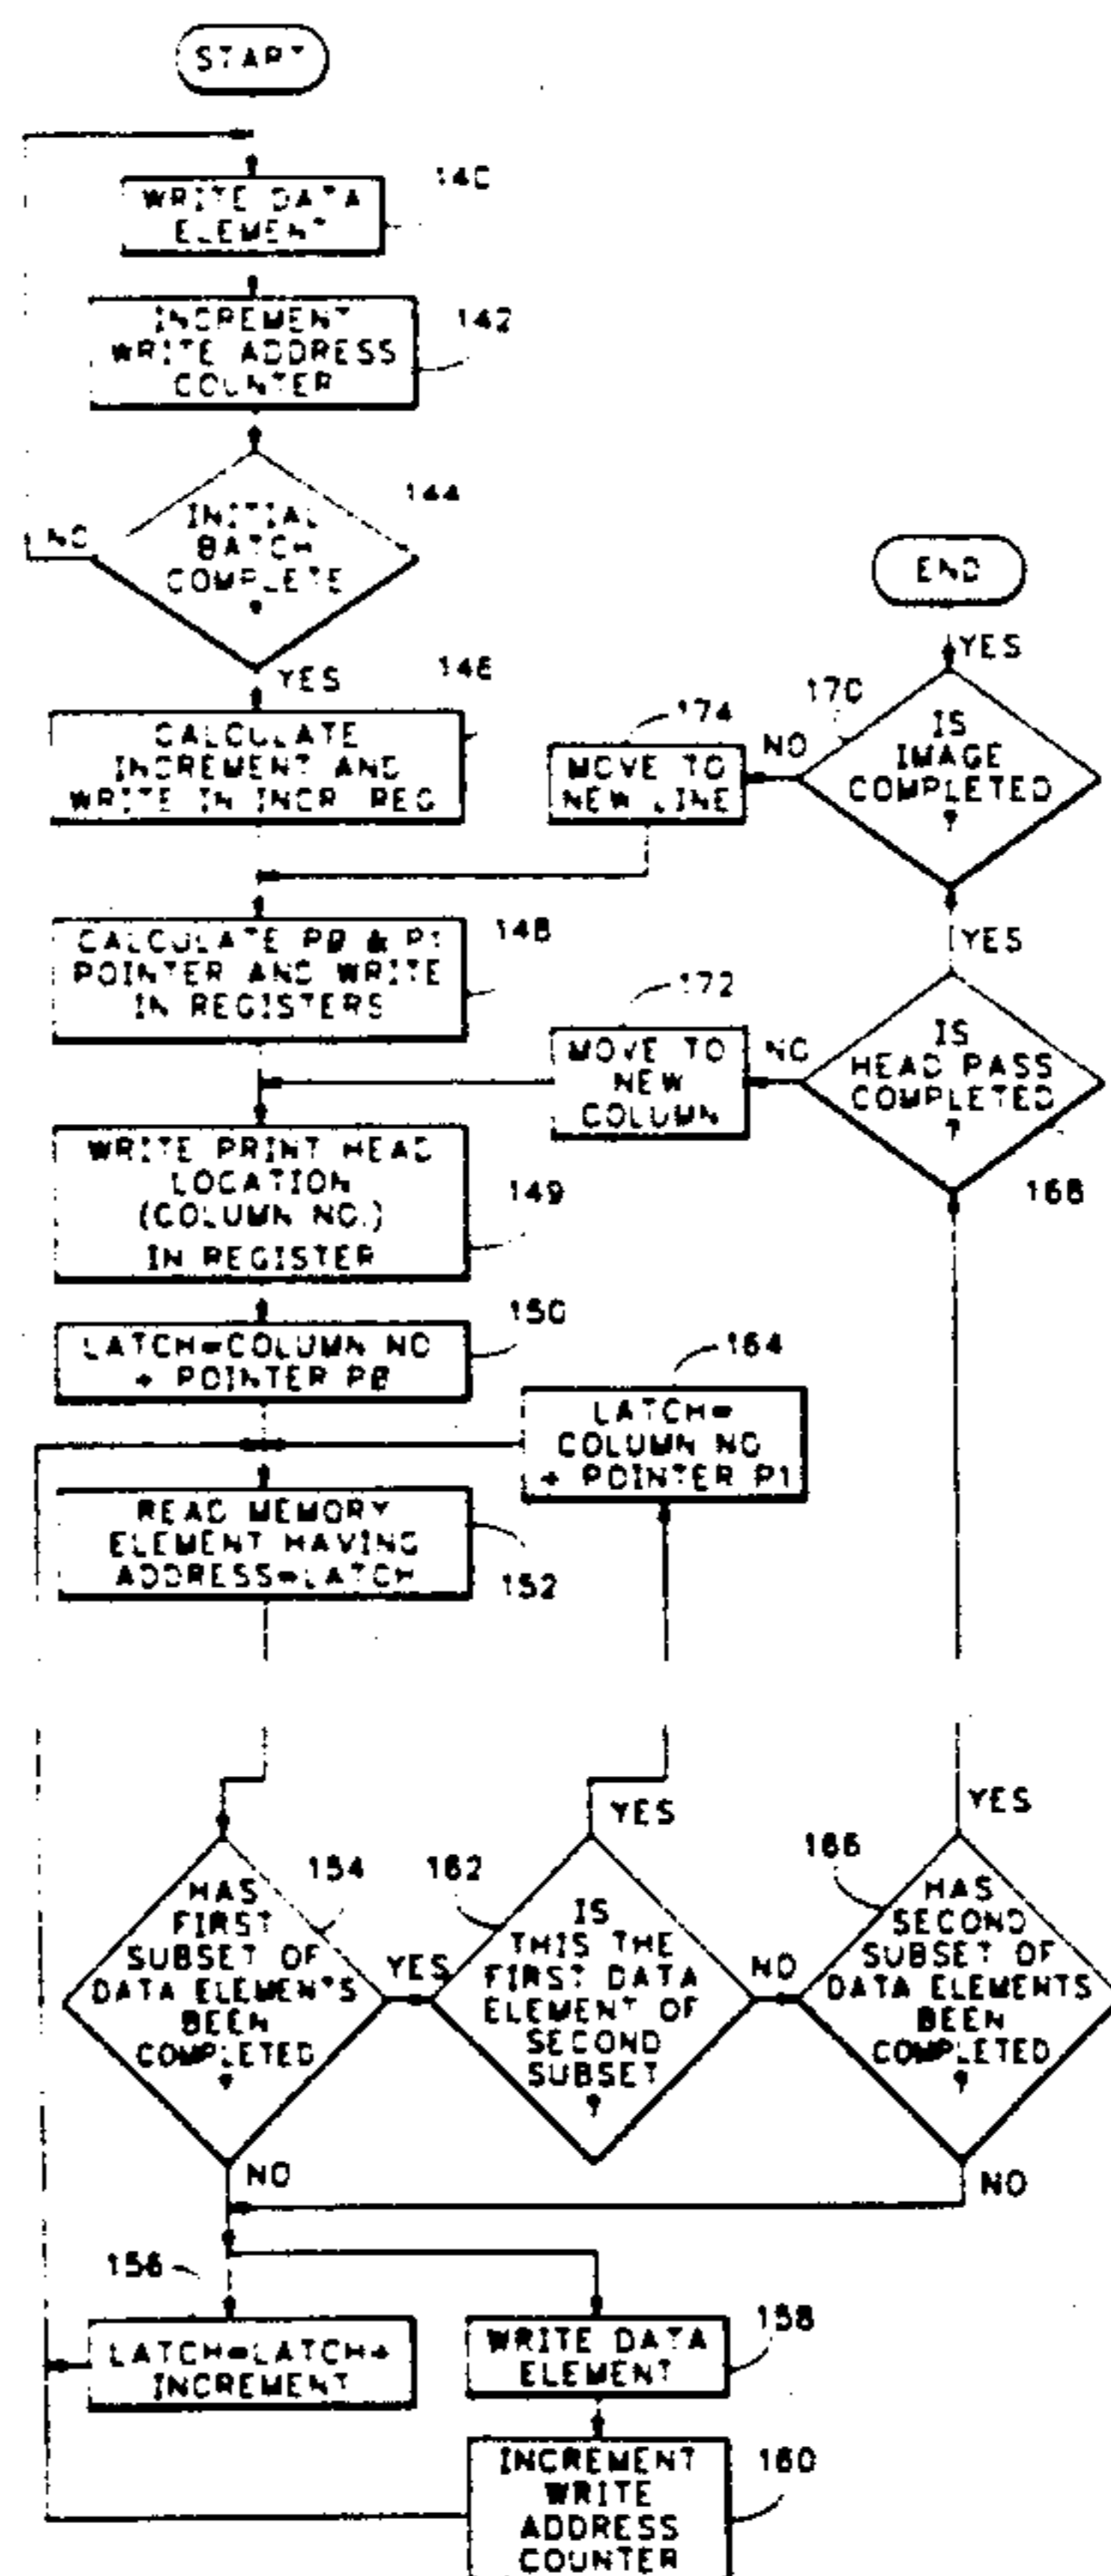 START
WRITE DATA
ELEMENT
140
INCREMENT
WRITE ADDRESS
COUNTER
142
INITIAL
BATCH
COMPLETE
?
144
NO
YES
CALCULATE
INCREMENT AND
WRITE IN INCR. REG
146
CALCULATE PØ & P1
POINTER AND WRITE
IN REGISTERS
148
WRITE PRINT HEAD
LOCATION
(COLUMN NO.)
IN REGISTER
149
LATCH=COLUMN NO
+ POINTER PØ
150
READ MEMORY
ELEMENT HAVING
ADDRESS=LATCH
152
END
YES
170
IS
IMAGE
COMPLETED
?
NO
174
MOVE TO
NEW LINE
YES
172
MOVE TO
NEW
COLUMN
NO
IS
HEAD PASS
COMPLETED
?
168
164
LATCH=
COLUMN NO
+ POINTER P1
HAS
FIRST
SUBSET OF
DATA ELEMENTS
BEEN
COMPLETED
?
154
YES
NO
162
YES
IS
THIS THE
FIRST DATA
ELEMENT OF
SECOND
SUBSET
?
NO
166
YES
HAS
SECOND
SUBSET OF
DATA ELEMENTS
BEEN
COMPLETED
?
NO
156
LATCH=LATCH+
INCREMENT
WRITE DATA
ELEMENT
158
INCREMENT
WRITE
ADDRESS
COUNTER
160